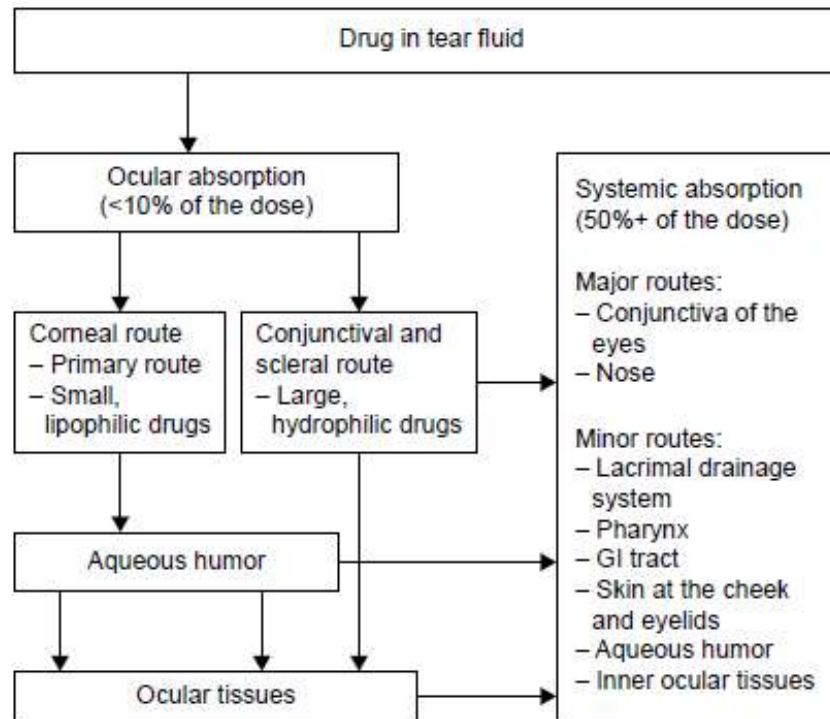 Drug in tear fluid
Ocular absorption
(<10% of the dose)
Corneal route
– Primary route
– Small,
lipophilic drugs
Conjunctival and
scleral route
– Large,
hydrophilic drugs
Aqueous humor
Ocular tissues
Systemic absorption
(50%+ of the dose)
Major routes:
– Conjunctiva of the
eyes
– Nose
Minor routes:
– Lacrimal drainage
system
– Pharynx
– GI tract
– Skin at the cheek
and eyelids
– Aqueous humor
– Inner ocular tissues